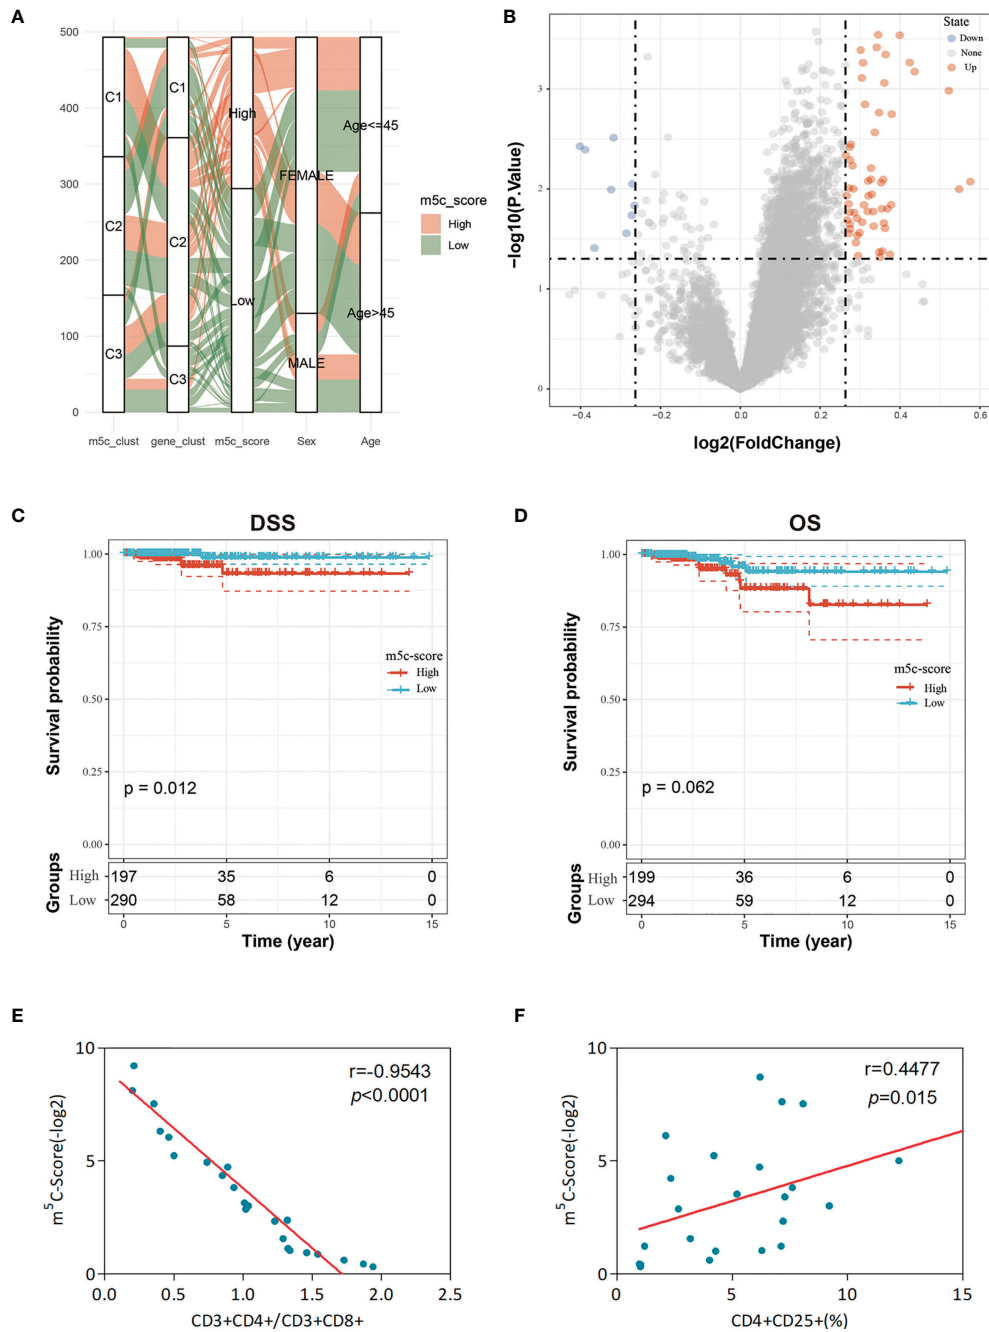 A
500
400
300
200
100
0
C1
C2
C3
C1
C2
C3
High
_ow
FEMALE
MALE
Age<=45
Age>45
m5c_clust
gene_clust
m5c_score
Sex
Age
m5c_score
High
Low
B
State
Down
None
Up
3
2
1
0
−0.4
−0.2
0.0
0.2
0.4
0.6
−log10(P.Value)
log2(FoldChange)
C
DSS
1.00
0.75
0.50
0.25
0.00
Survival probability
m5c-score
High
Low
p = 0.012
Groups
High 197 35 6 0
Low 290 58 12 0
0 5 10 15
Time (year)
D
OS
1.00
0.75
0.50
0.25
0.00
Survival probability
m5c-score
High
Low
p = 0.062
Groups
High 199 36 6 0
Low 294 59 12 0
0 5 10 15
Time (year)
E
10
5
0
m⁵C-Score(-log2)
r=-0.9543
p<0.0001
0.0 0.5 1.0 1.5 2.0 2.5
CD3+CD4+/CD3+CD8+
F
10
5
0
m⁵C-Score(-log2)
r=0.4477
p=0.015
0 5 10 15
CD4+CD25+(%)